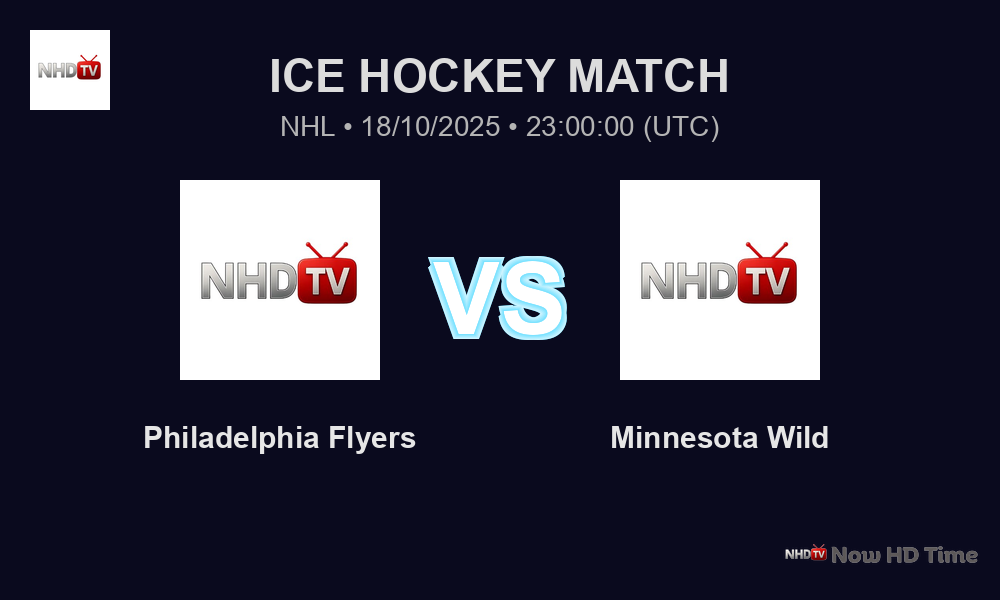 NHDTV
ICE HOCKEY MATCH
NHL • 18/10/2025 • 23:00:00 (UTC)
NHDTV
VS
NHDTV
Philadelphia Flyers
Minnesota Wild
NHDTV Now HD Time